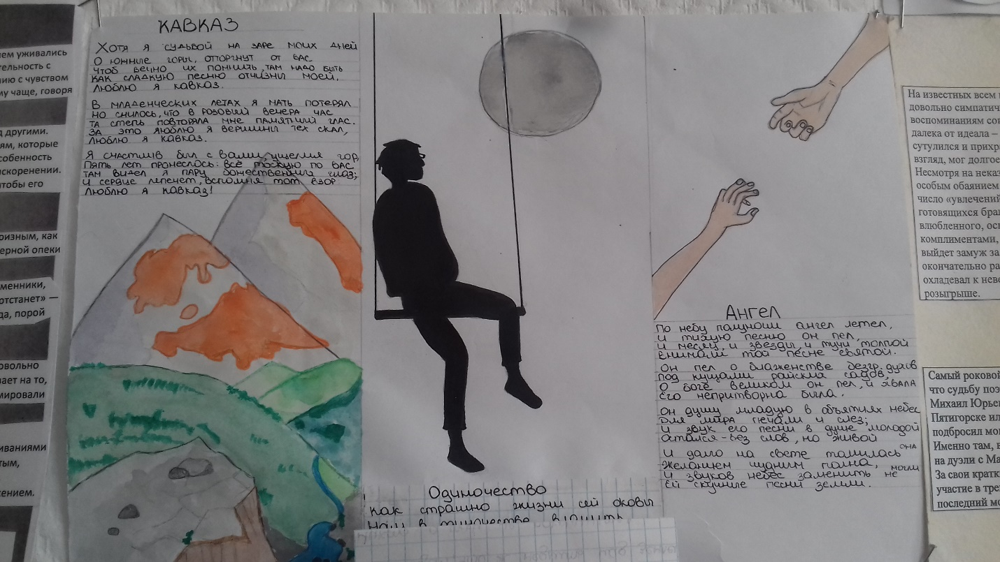 ем уживались
тельность с
нию с чувством
му чаще, говоря
д другими.
ям, которые
собенность
искоренении.
чтобы его
ризным, как
ерной опеки
менники,
отстанет» —
да, порой
овольно
вает на то,
мировали
иваниями
тым,
сением.
КАВКАЗ
Хотя я судьбой на заре моих дней
О южные горы, отторгнут от вас
Чтоб вечно их помнить, там надо быть
Как сладкую песню отчизны моей,
Люблю я Кавказ.
В младенческих летах я мать потерял
Но снилось, что в розовый вечера час
Та степь повторяла мне памятный глас.
За это люблю я вершины тех скал,
Люблю я Кавказ.
Я счастлив был с вами, ущелия гор,
Пять лет пронеслось: всё тоскую по вас
Там видел я пару божественных глаз;
И сердце лепечет, вспомня тот взор
Люблю я Кавказ!
Одиночество
Как страшно жизни сей оковы
Нам в одиночестве влачить
Ангел
По небу полуноши ангел летел,
и тихую песню он пел,
и месяц, и звезды, и тучи толпой
Внимали той песне святой.
Он пел о блаженстве безгр. духов
Под кущами райских садов,
О боге великом он пел, и хвала
Его непритворна была.
Он душу младую в объятиях небес
Для мира печали и слез;
И звук его песни в душе молодой
Остался - без слов, но живой
И долго на свете томилась она
Желанием чудным полна,
И звуков небес заменить не могли
Ей скучные песни земли.
На известных всем
довольно симпатич
воспоминаниям сов
далека от идеала –
сутулился и прихра
взгляд, мог долгое
Несмотря на неказ
особым обаянием
число «увлечений
готовящихся бра
влюбленного, ос
комплиментами,
выйдет замуж за
окончательно ра
охладевал к нев
розыгрыше.
Самый роковой
что судьбу поэ
Михаил Юрье
Пятигорске ил
подбросил мо
Именно там, н
на дуэли с Ма
За свои кратк
участие в тре
последний мо